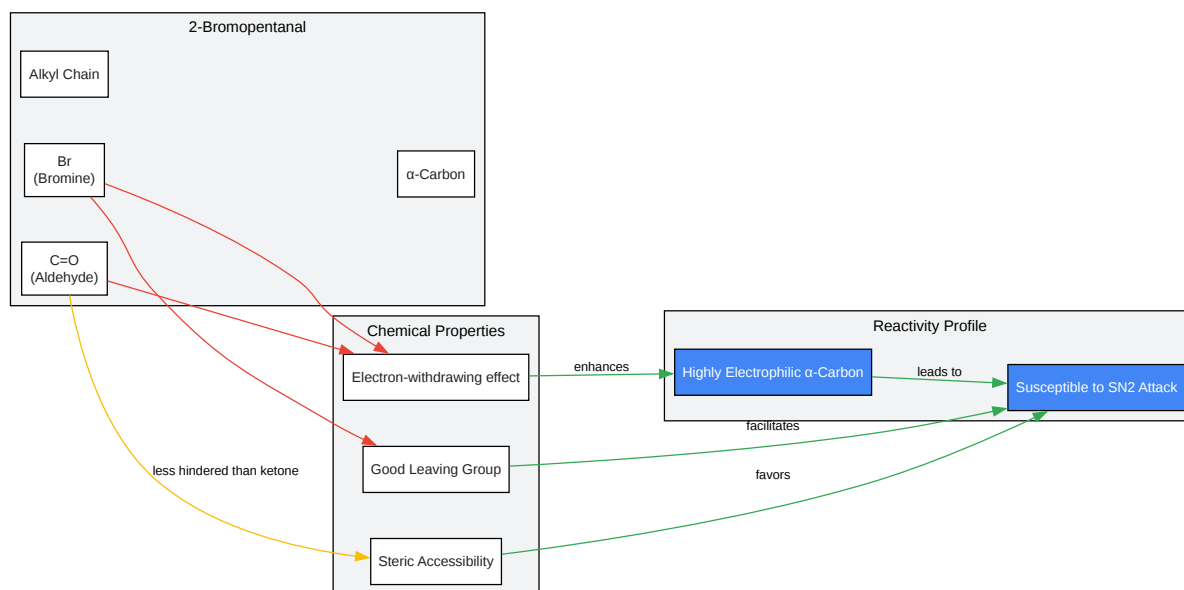 2-Bromopentanal
Alkyl Chain
Br
(Bromine)
α-Carbon
C=O
(Aldehyde)
less hindered than ketone
Chemical Properties
Electron-withdrawing effect
Good Leaving Group
Steric Accessibility
enhances
facilitates
favors
Reactivity Profile
Highly Electrophilic α-Carbon
leads to
Susceptible to SN2 Attack